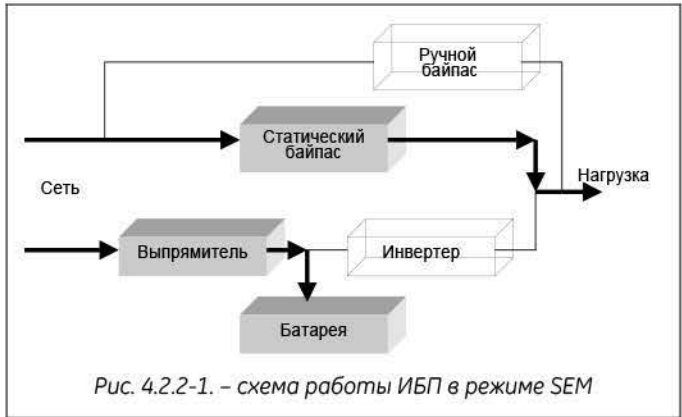 Ручной
байпас
Статический
байпас
Сеть
Нагрузка
Выпрямитель
Инвертер
Батарея
Рис. 4.2.2-1. – схема работы ИБП в режиме SEM